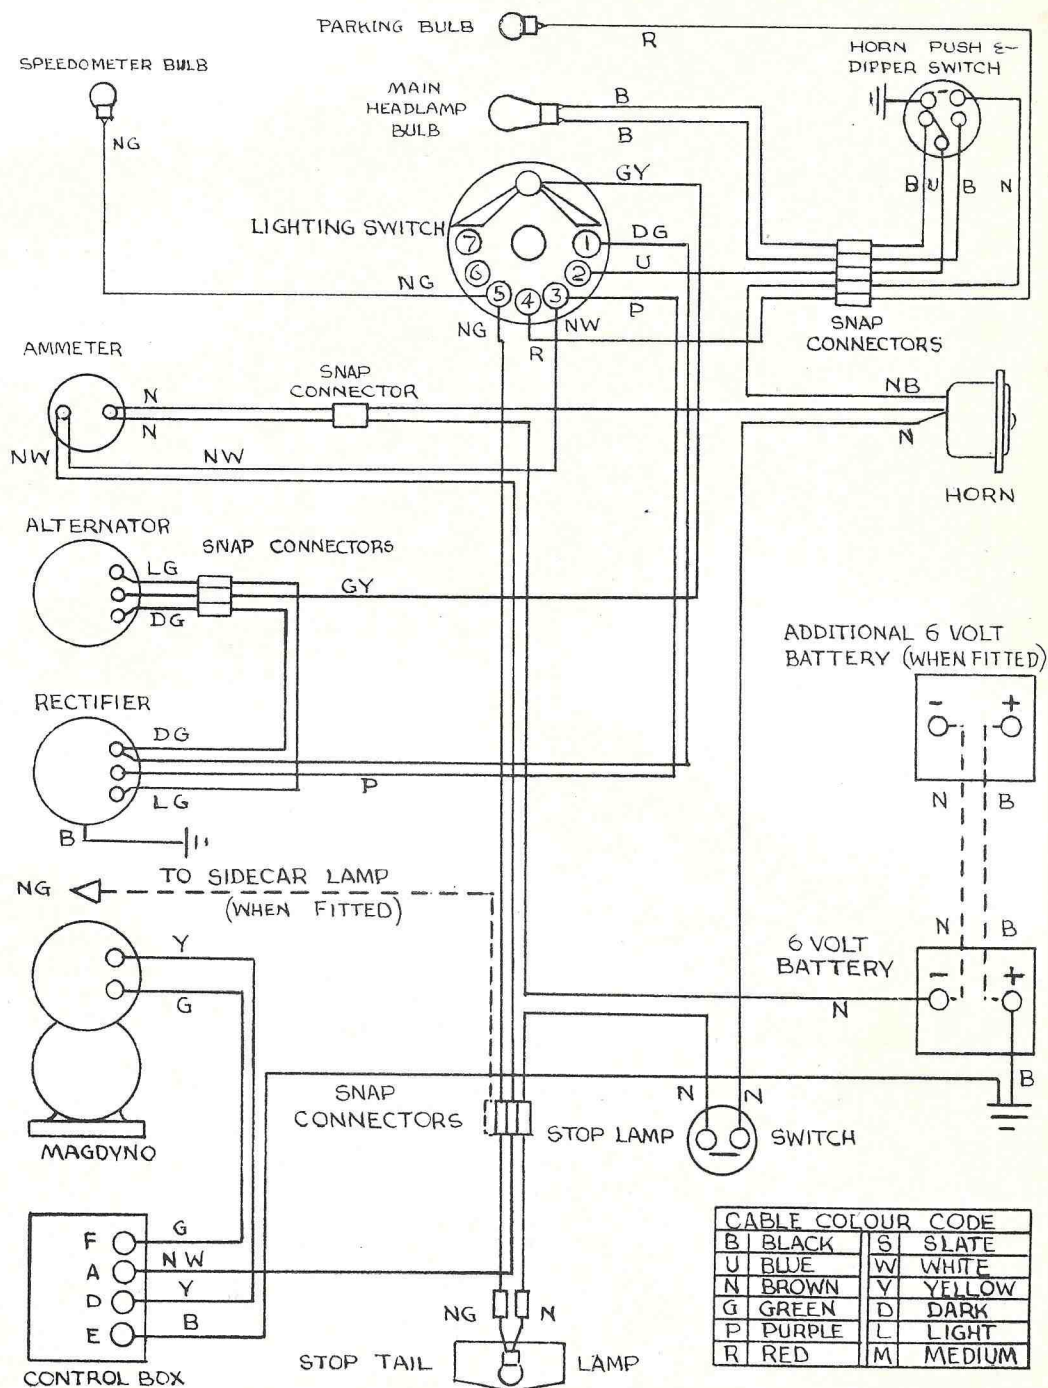 PARKING BULB
R
HORN PUSH &
DIPPER SWITCH
SPEEDOMETER BULB
MAIN
HEADLAMP
BULB
B
B
NG
GY
B U B N
LIGHTING SWITCH
7
1
DG
6
2
U
NG
5
4
3
P
NG
R
NW
SNAP
CONNECTORS
AMMETER
SNAP
CONNECTOR
N
N
NB
N
NW
NW
HORN
ALTERNATOR
SNAP CONNECTORS
LG
GY
DG
ADDITIONAL 6 VOLT
BATTERY (WHEN FITTED)
- +
RECTIFIER
DG
P
LG
B
N B
TO SIDECAR LAMP
NG
(WHEN FITTED)
N B
Y
6 VOLT
BATTERY
- +
G
N
B
SNAP
CONNECTORS
N N
STOP LAMP SWITCH
MAGDYNO
F G
A NW
D Y
E B
CONTROL BOX
NG N
STOP TAIL LAMP
CABLE COLOUR CODE
B BLACK S SLATE
U BLUE W WHITE
N BROWN Y YELLOW
G GREEN D DARK
P PURPLE L LIGHT
R RED M MEDIUM